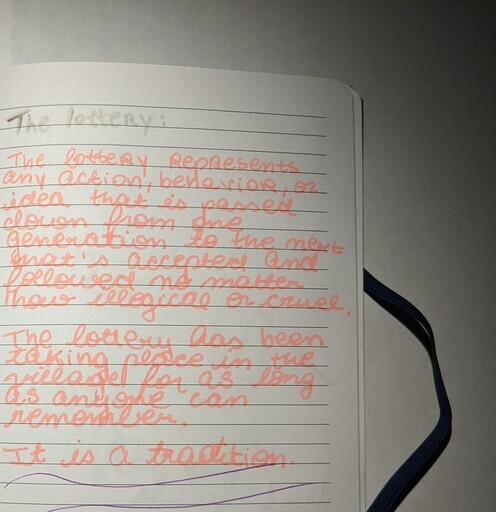 The lottery:
The lottery represents
any action, behavior, or
idea that is passed
down from one
generation to the next
that's accepted and
followed no matter
how illogical or cruel.
The lottery has been
taking place in the
village for as long
as anyone can
remember.
It is a tradition.